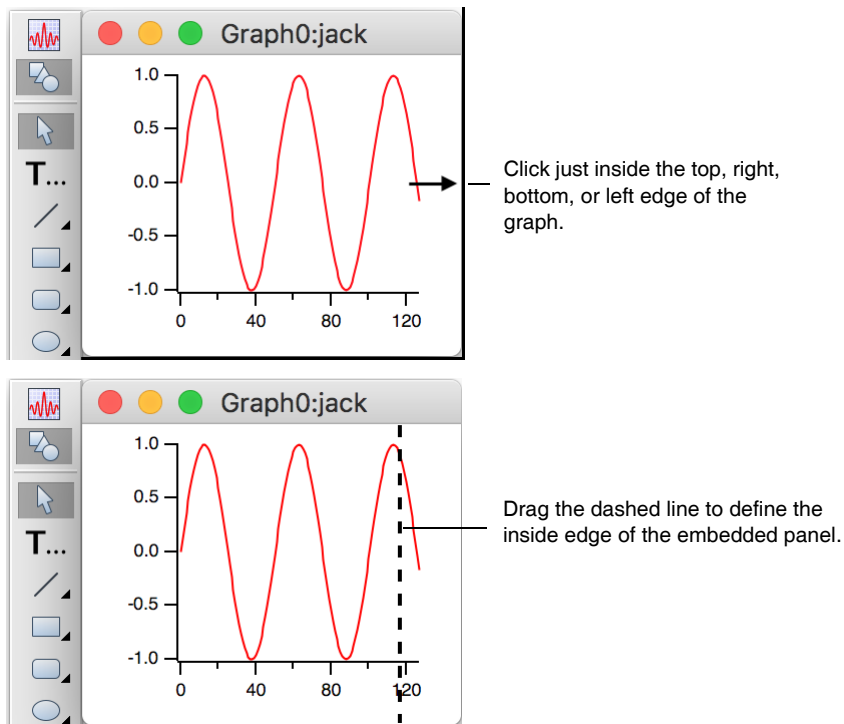 Graph0:jack
T...
1.0
0.5
0.0
-0.5
-1.0
0 40 80 120
Click just inside the top, right,
bottom, or left edge of the
graph.
Graph0:jack
T...
1.0
0.5
0.0
-0.5
-1.0
0 40 80 120
Drag the dashed line to define the
inside edge of the embedded panel.